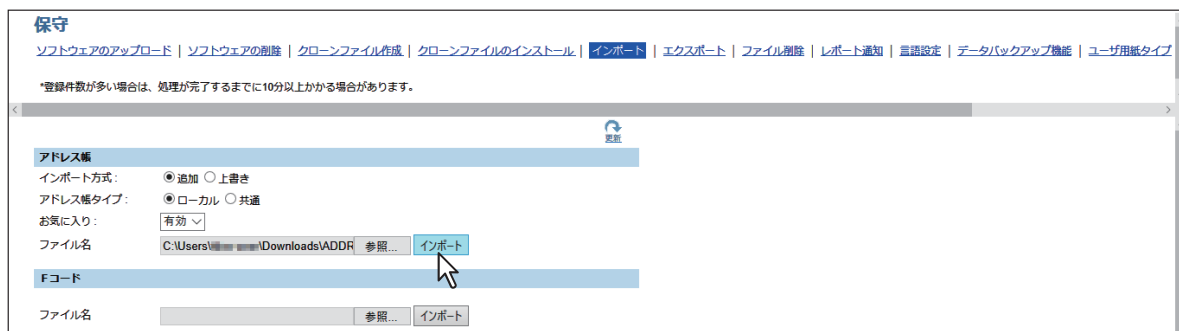 保守
ソフトウェアのアップロード | ソフトウェアの削除 | クローンファイル作成 | クローンファイルのインストール | インポート | エクスポート | ファイル削除 | レポート通知 | 言語設定 | データバックアップ機能 | ユーザ用紙タイプ
*登録件数が多い場合は、処理が完了するまでに10分以上かかる場合があります。
更新
アドレス帳
インポート方式 : 追加 上書き
アドレス帳タイプ : ローカル 共通
お気に入り : 有効
ファイル名 C:\Users\ \Downloads\ADDR 参照... インポート
Fコード
ファイル名 参照... インポート